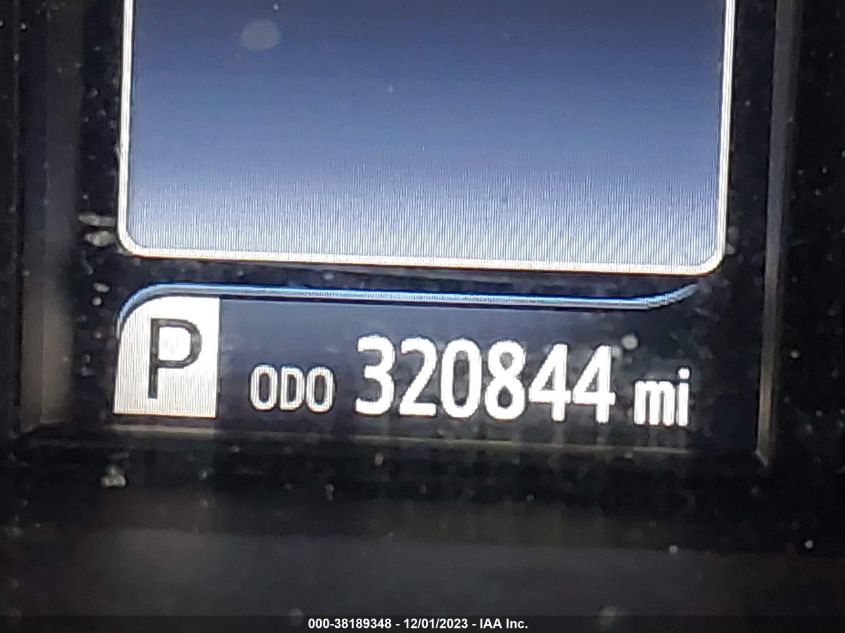 P ODO 320844 mi
000-38189348 - 12/01/2023 - IAA Inc.